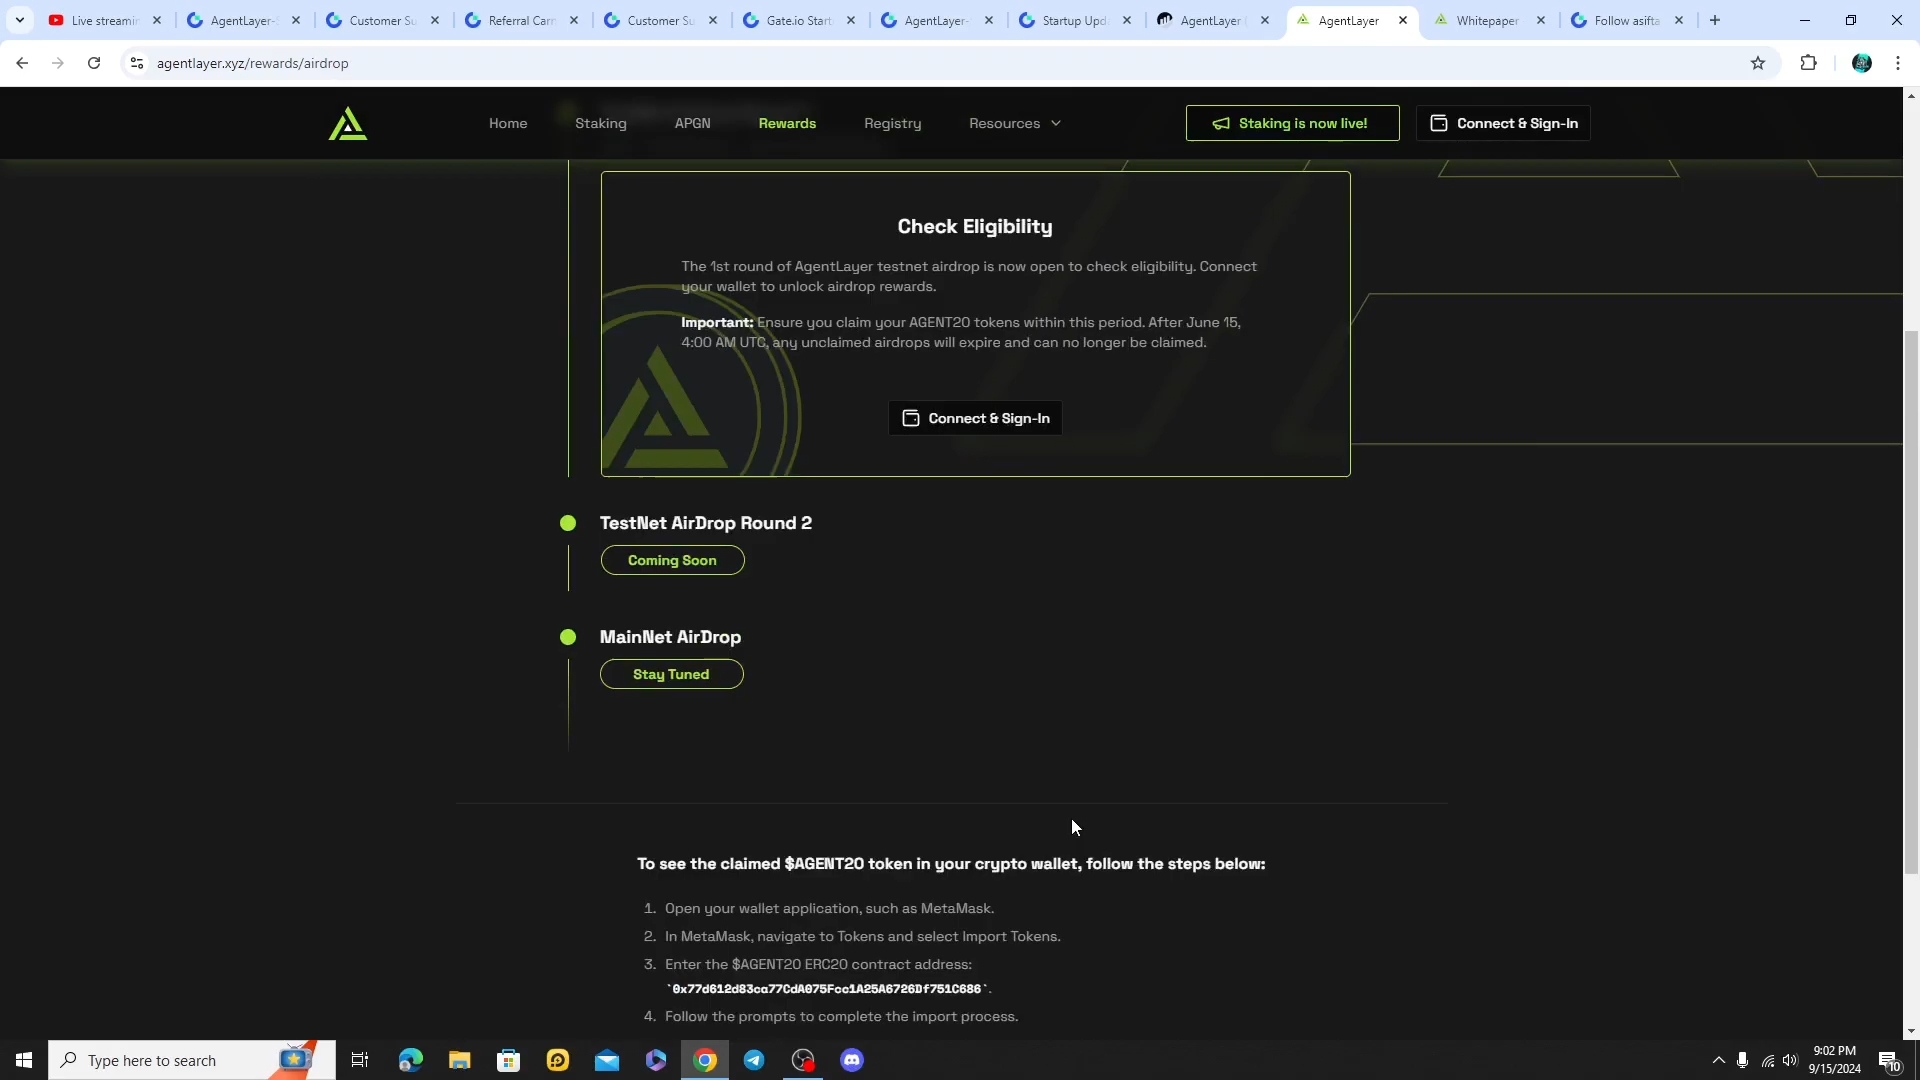 Live streamin
AgentLayer-
Customer Su
Referral Carn
Customer Su
Gate.io Start
AgentLayer-
Startup Upda
AgentLayer
AgentLayer
Whitepaper
Follow asifta
agentlayer.xyz/rewards/airdrop
Home
Staking
APGN
Rewards
Registry
Resources
Staking is now live!
Connect & Sign-In
Check Eligibility
The 1st round of AgentLayer testnet airdrop is now open to check eligibility. Connect
your wallet to unlock airdrop rewards.
Important: Ensure you claim your AGENT20 tokens within this period. After June 15,
4:00 AM UTC, any unclaimed airdrops will expire and can no longer be claimed.
Connect & Sign-In
TestNet AirDrop Round 2
Coming Soon
MainNet AirDrop
Stay Tuned
To see the claimed $AGENT20 token in your crypto wallet, follow the steps below:
1. Open your wallet application, such as MetaMask.
2. In MetaMask, navigate to Tokens and select Import Tokens.
3. Enter the $AGENT20 ERC20 contract address:
`0x77d612d83ca77CdA075Fcc1A25A6726Df751C686`.
4. Follow the prompts to complete the import process.
Type here to search
9:02 PM
9/15/2024
10